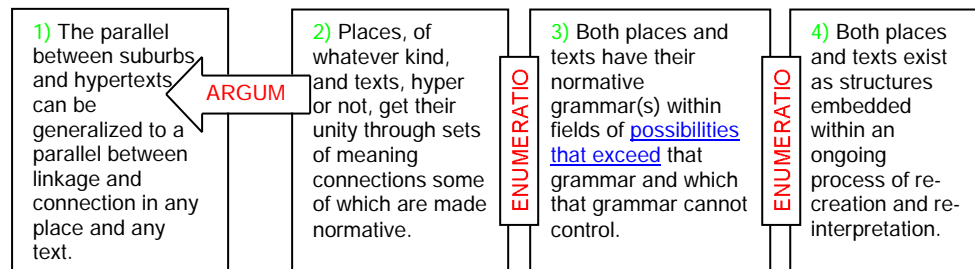 1) The parallel
between suburbs
and hypertexts
can be
generalized to a
parallel between
linkage and
connection in any
place and any
text.
ARGUM
2) Places, of
whatever kind,
and texts, hyper
or not, get their
unity through sets
of meaning
connections some
of which are made
normative.
ENUMERATIO
3) Both places and
texts have their
normative
grammar(s) within
fields of possibilities
that exceed that
grammar and which
that grammar cannot
control.
ENUMERATIO
4) Both places
and texts exist
as structures
embedded
within an
ongoing
process of re-
creation and re-
interpretation.